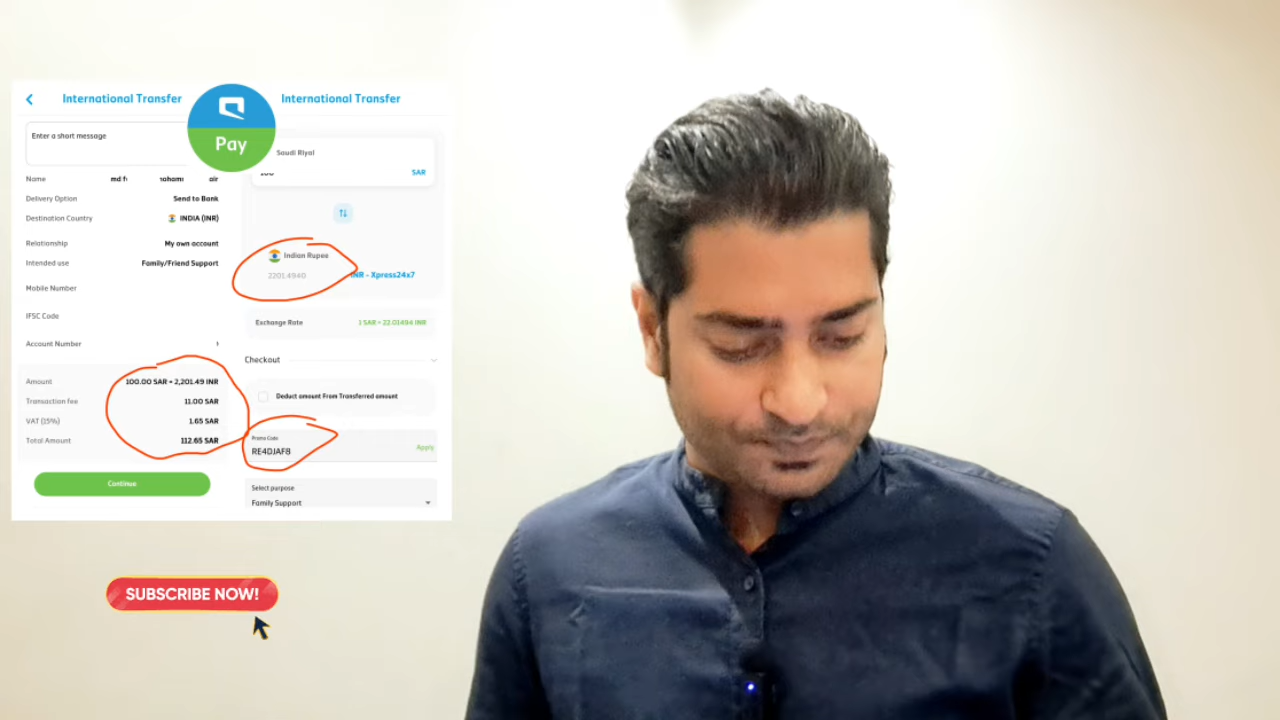 International Transfer
Enter a short message
Name md
Delivery Option Send to Bank
Destination Country INDIA (INR)
Relationship My own account
Intended use Family/Friend Support
Mobile Number
IFSC Code
Account Number
Amount 100.00 SAR = 2,201.49 INR
Transaction fee 11.00 SAR
VAT (15%) 1.65 SAR
Total Amount 112.65 SAR
Continue
Pay
International Transfer
Saudi Riyal
SAR
Indian Rupee
2201.4940 INR - Xpress24x7
Exchange Rate 1 SAR = 22.01494 INR
Checkout
Deduct amount From Transferred amount
Promo Code
RE4DJAF8 Apply
Select purpose
Family Support
SUBSCRIBE NOW!